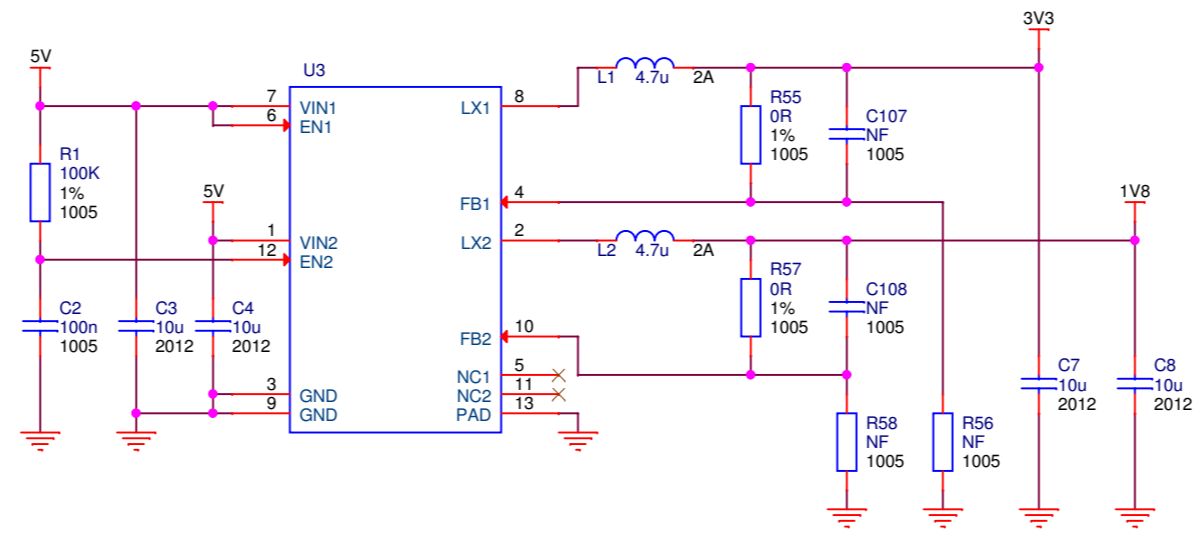 3V3
5V
U3
L1 4.7u 2A
7 VIN1
LX1 8
6 EN1
R55
0R
1%
1005
C107
NF
1005
R1
100K
1%
1005
5V
FB1 4
1V8
1 VIN2
LX2 2
12 EN2
L2 4.7u 2A
R57
0R
1%
1005
C108
NF
1005
C2
100n
1005
C3
10u
2012
C4
10u
2012
FB2 10
NC1 5
NC2 11
PAD 13
3 GND
9 GND
C7
10u
2012
C8
10u
2012
R58
NF
1005
R56
NF
1005